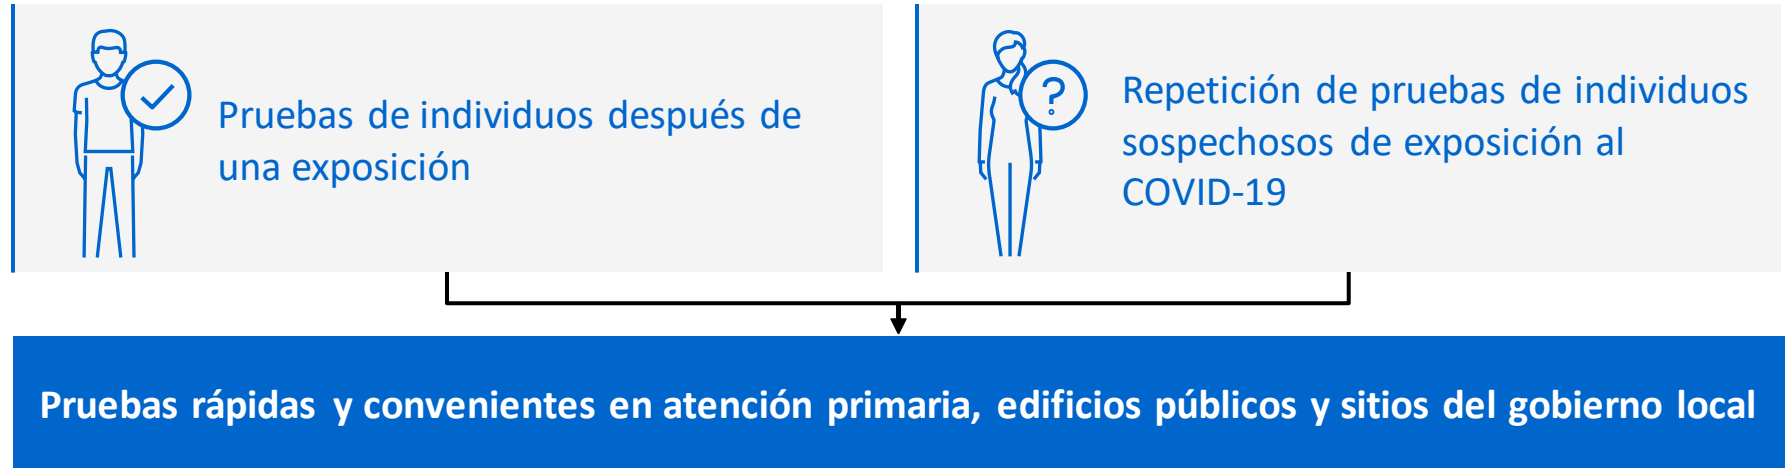 Pruebas de individuos después de
una exposición
?
Repetición de pruebas de individuos
sospechosos de exposición al
COVID-19
Pruebas rápidas y convenientes en atención primaria, edificios públicos y sitios del gobierno local